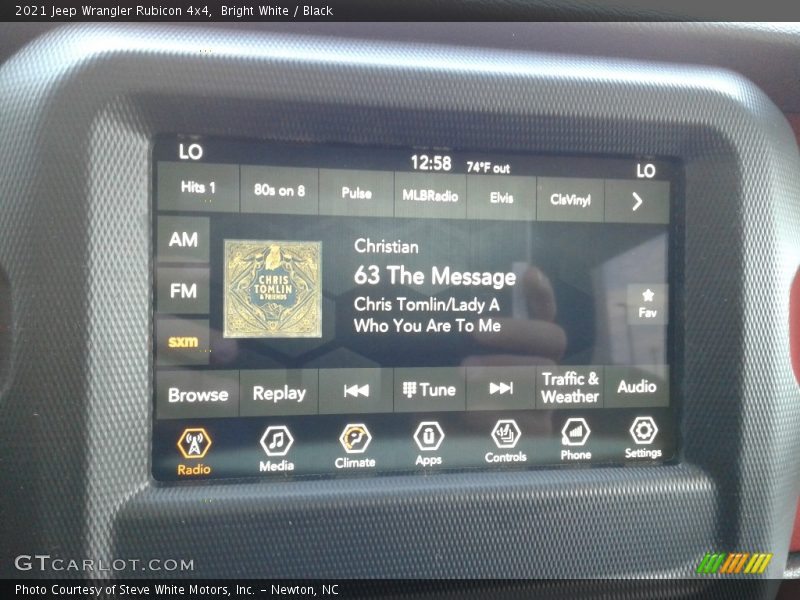 2021 Jeep Wrangler Rubicon 4x4,  Bright White / Black
LO
12:58
74°F out
LO
Hits 1
80s on 8
Pulse
MLBRadio
Elvis
ClsVinyl
AM
FM
sxm
CHRIS
TOMLIN
& FRIENDS
Christian
63 The Message
Chris Tomlin/Lady A
Who You Are To Me
Fav
Browse
Replay
Tune
Traffic &
Weather
Audio
Radio
Media
Climate
Apps
Controls
Phone
Settings
GTCARLOT.COM
Photo Courtesy of Steve White Motors, Inc. – Newton, NC